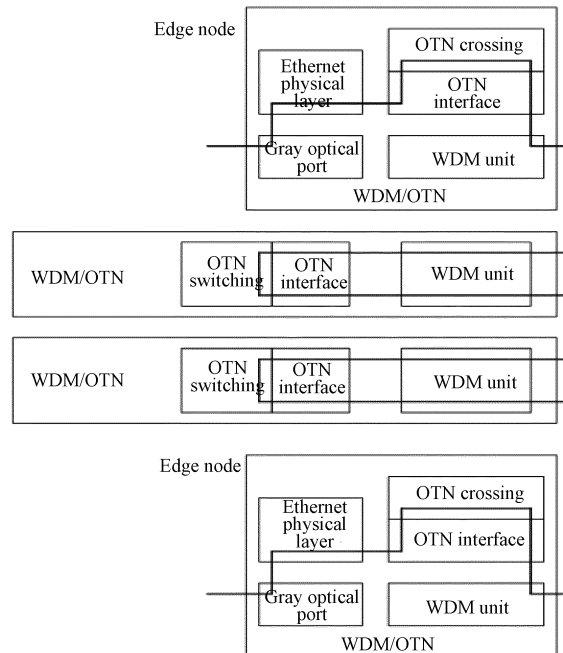 Edge node
OTN crossing
Ethernet
physical
layer
OTN
interface
Gray optical
port
WDM unit
WDM/OTN
WDM/OTN
OTN
switching
OTN
interface
WDM unit
WDM/OTN
OTN
switching
OTN
interface
WDM unit
Edge node
OTN crossing
Ethernet
physical
layer
OTN interface
Gray optical
port
WDM unit
WDM/OTN